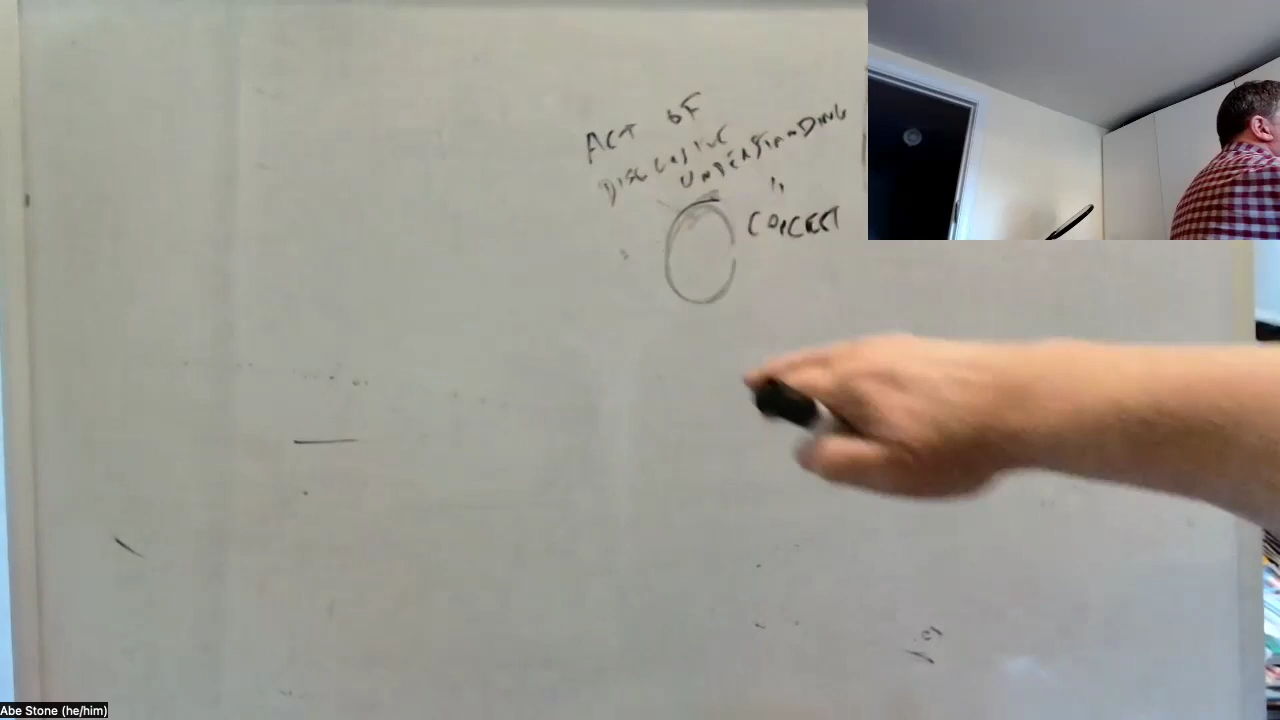 ACT OF
DISCURSIVE
UNDERSTANDING
"
CONCEPT
Abe Stone (he/him)